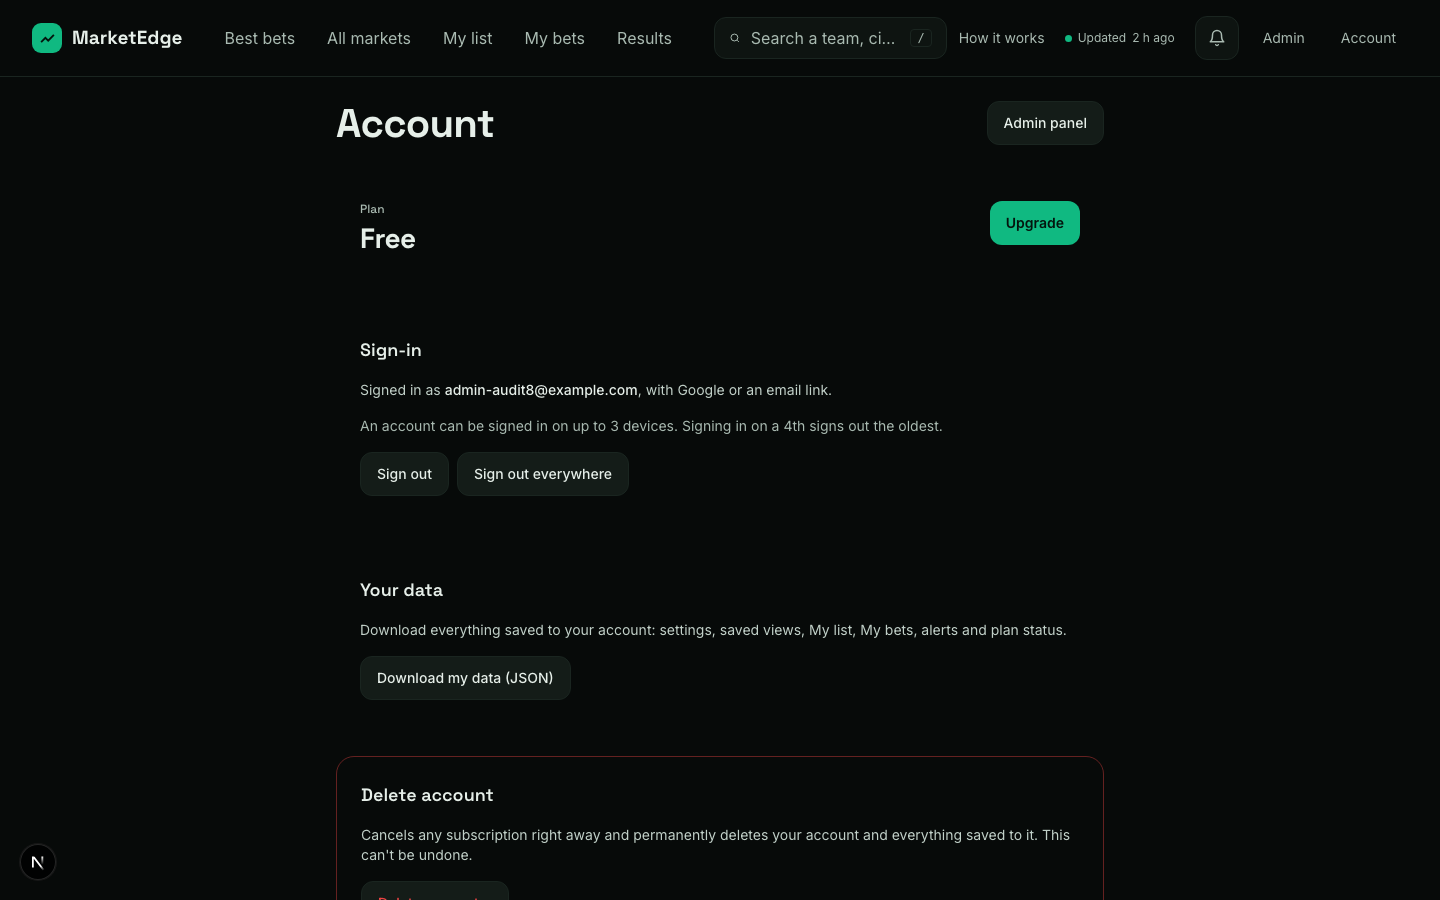 MarketEdge
Best bets
All markets
My list
My bets
Results
Search a team, ci...
/
How it works
Updated 2 h ago
Admin
Account
Account
Admin panel
Plan
Free
Upgrade
Sign-in
Signed in as admin-audit8@example.com, with Google or an email link.
An account can be signed in on up to 3 devices. Signing in on a 4th signs out the oldest.
Sign out
Sign out everywhere
Your data
Download everything saved to your account: settings, saved views, My list, My bets, alerts and plan status.
Download my data (JSON)
Delete account
Cancels any subscription right away and permanently deletes your account and everything saved to it. This
can't be undone.
N